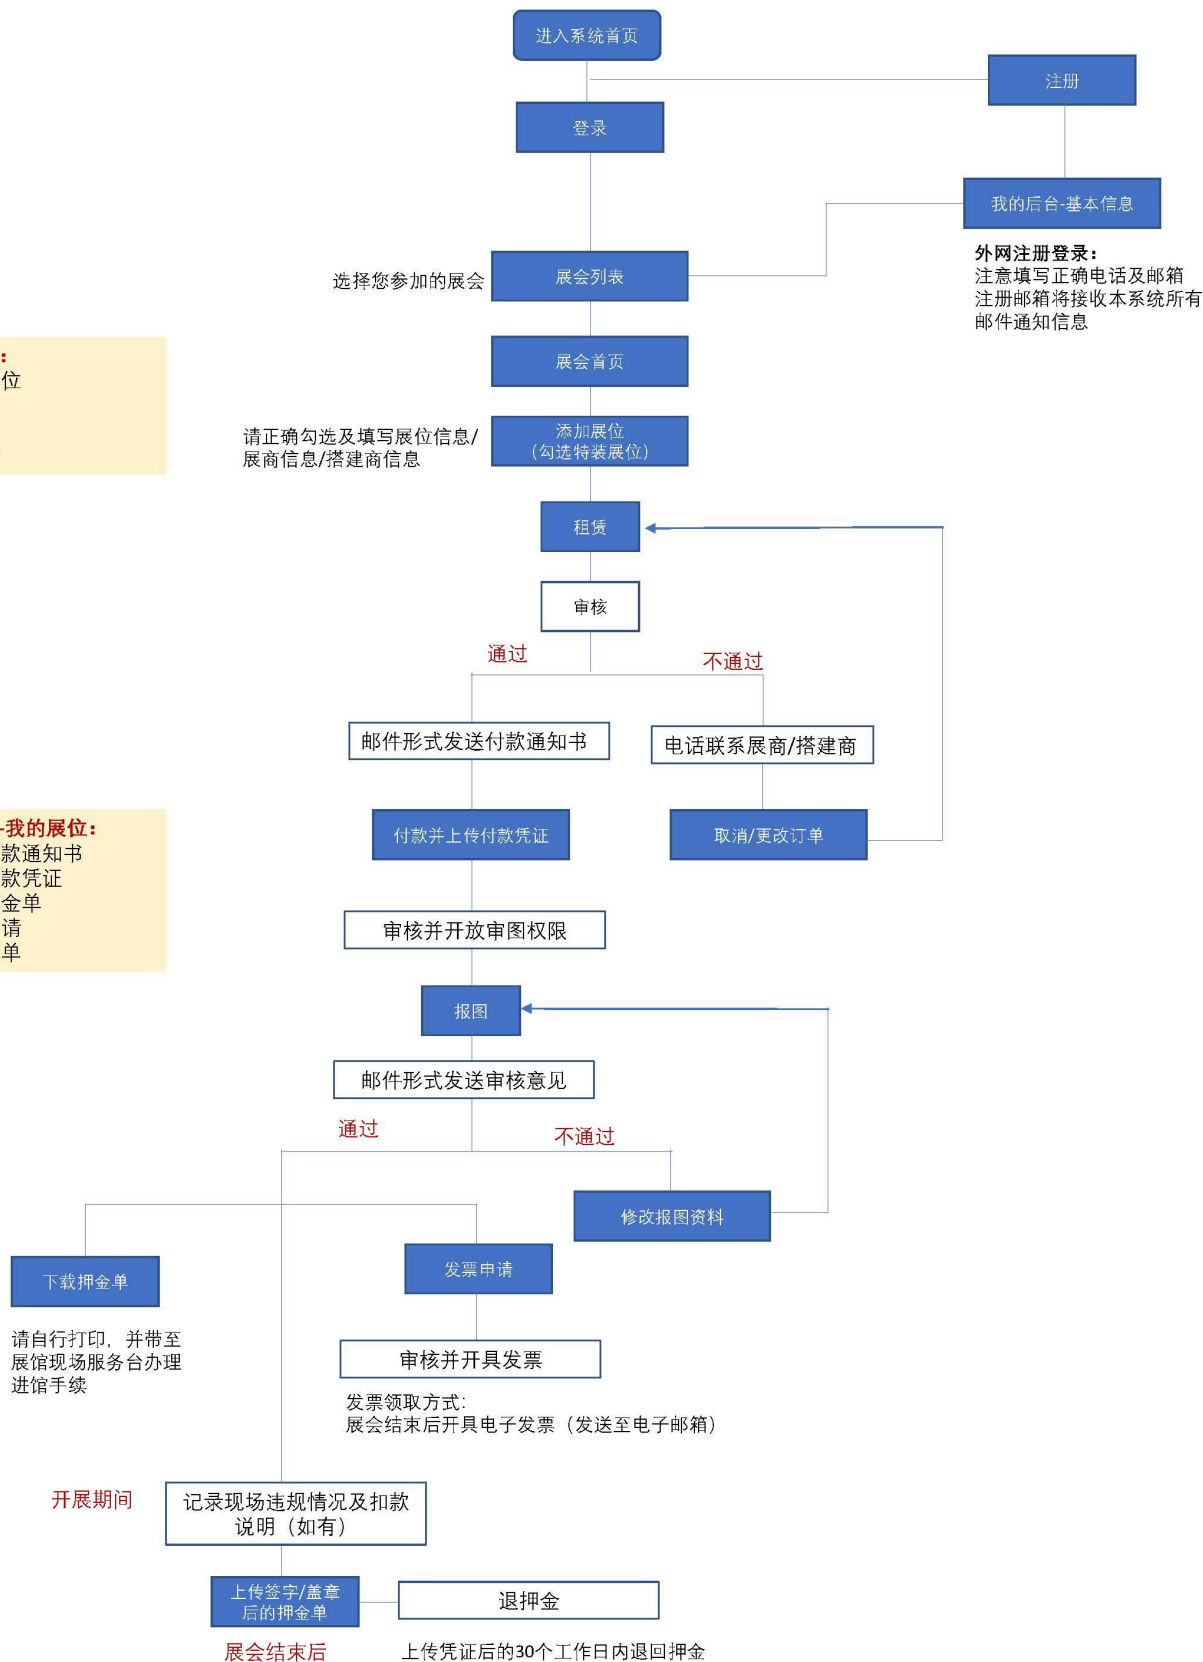 进入系统首页
注册
登录
我的后台-基本信息
外网注册登录：
注意填写正确电话及邮箱
注册邮箱将接收本系统所有
邮件通知信息
选择您参加的展会
展会列表
：
位
展会首页
请正确勾选及填写展位信息/
展商信息/搭建商信息
添加展位
（勾选特装展位）
租赁
审核
通过
不通过
邮件形式发送付款通知书
电话联系展商/搭建商
-我的展位：
款通知书
款凭证
金单
请
单
付款并上传付款凭证
取消/更改订单
审核并开放审图权限
报图
邮件形式发送审核意见
通过
不通过
修改报图资料
下载押金单
发票申请
请自行打印，并带至
展馆现场服务台办理
进馆手续
审核并开具发票
发票领取方式：
展会结束后开具电子发票（发送至电子邮箱）
开展期间
记录现场违规情况及扣款
说明（如有）
上传签字/盖章
后的押金单
退押金
展会结束后
上传凭证后的30个工作日内退回押金